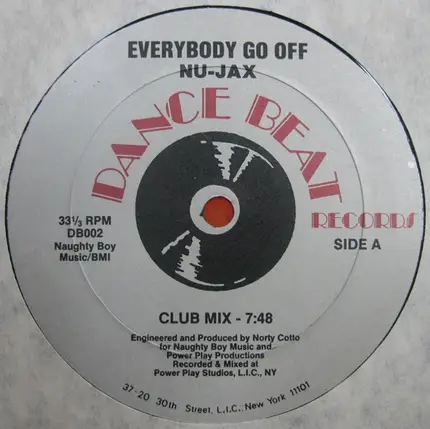 EVERYBODY GO OFF
NU-JAX
DANCE BEAT
RECORDS
33⅓ RPM
DB002
Naughty Boy
Music/BMI
SIDE A
CLUB MIX - 7:48
Engineered and Produced by Norty Cotto
for Naughty Boy Music and
Power Play Productions
Recorded & Mixed at
Power Play Studios, L.I.C., NY
37-20 30th Street, L.I.C., New York 11101